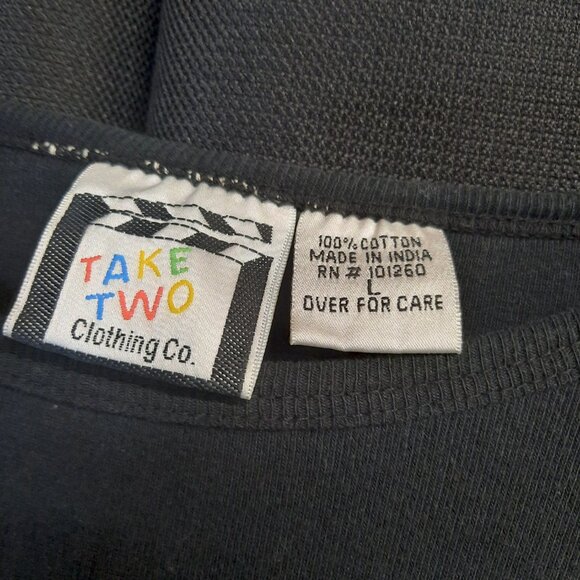 TAKE
TWO
Clothing Co.
100% COTTON
MADE IN INDIA
RN # 101260
L
OVER FOR CARE